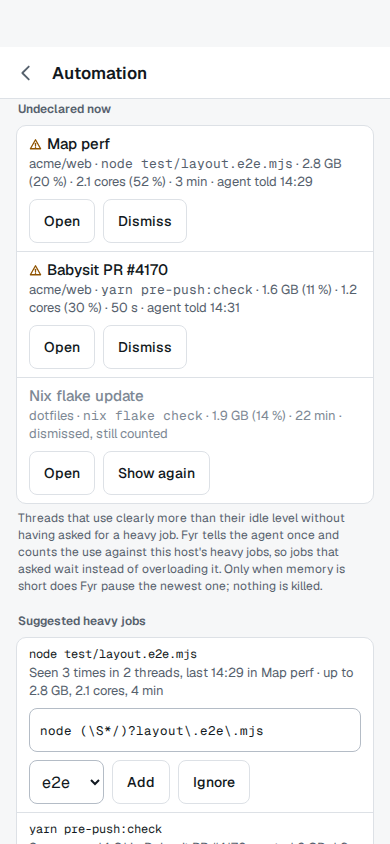 Automation
Undeclared now
Map perf
acme/web · node test/layout.e2e.mjs · 2.8 GB
(20 %) · 2.1 cores (52 %) · 3 min · agent told 14:29
Open Dismiss
Babysit PR #4170
acme/web · yarn pre-push:check · 1.6 GB (11 %) · 1.2
cores (30 %) · 50 s · agent told 14:31
Open Dismiss
Nix flake update
dotfiles · nix flake check · 1.9 GB (14 %) · 22 min ·
dismissed, still counted
Open Show again
Threads that use clearly more than their idle level without
having asked for a heavy job. Fyr tells the agent once and
counts the use against this host's heavy jobs, so jobs that
asked wait instead of overloading it. Only when memory is
short does Fyr pause the newest one; nothing is killed.
Suggested heavy jobs
node test/layout.e2e.mjs
Seen 3 times in 2 threads, last 14:29 in Map perf · up to
2.8 GB, 2.1 cores, 4 min
node (\S*/)?layout\.e2e\.mjs
e2e Add Ignore
yarn pre-push:check